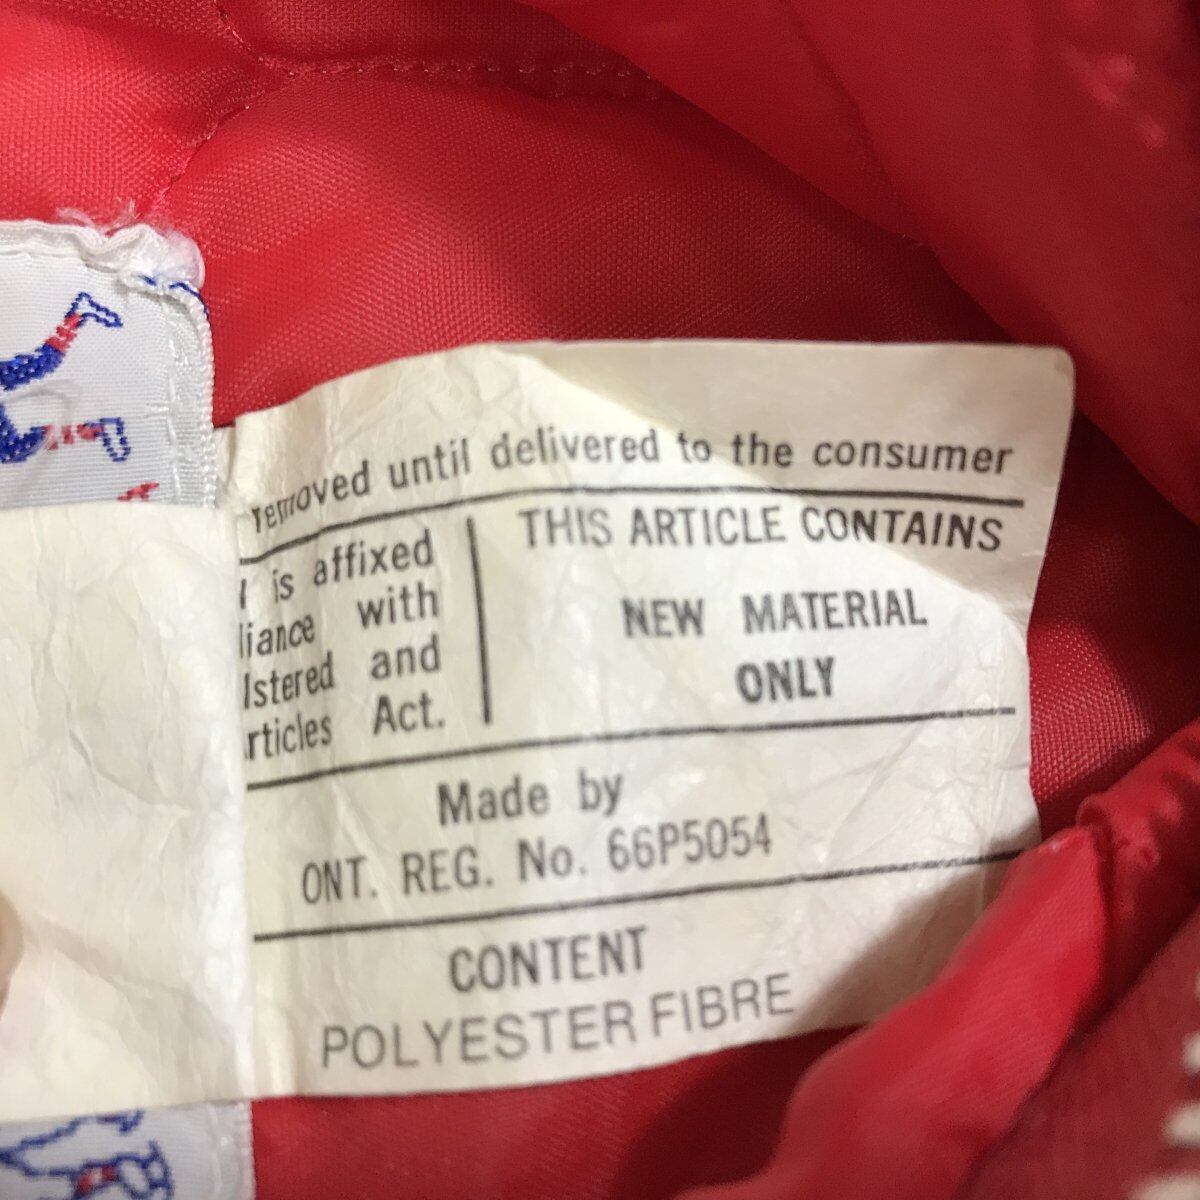 removed until delivered to the consumer
is affixed
liance with
lstered and
rticles Act.
THIS ARTICLE CONTAINS
NEW MATERIAL
ONLY
Made by
ONT. REG. No. 66P5054
CONTENT
POLYESTER FIBRE